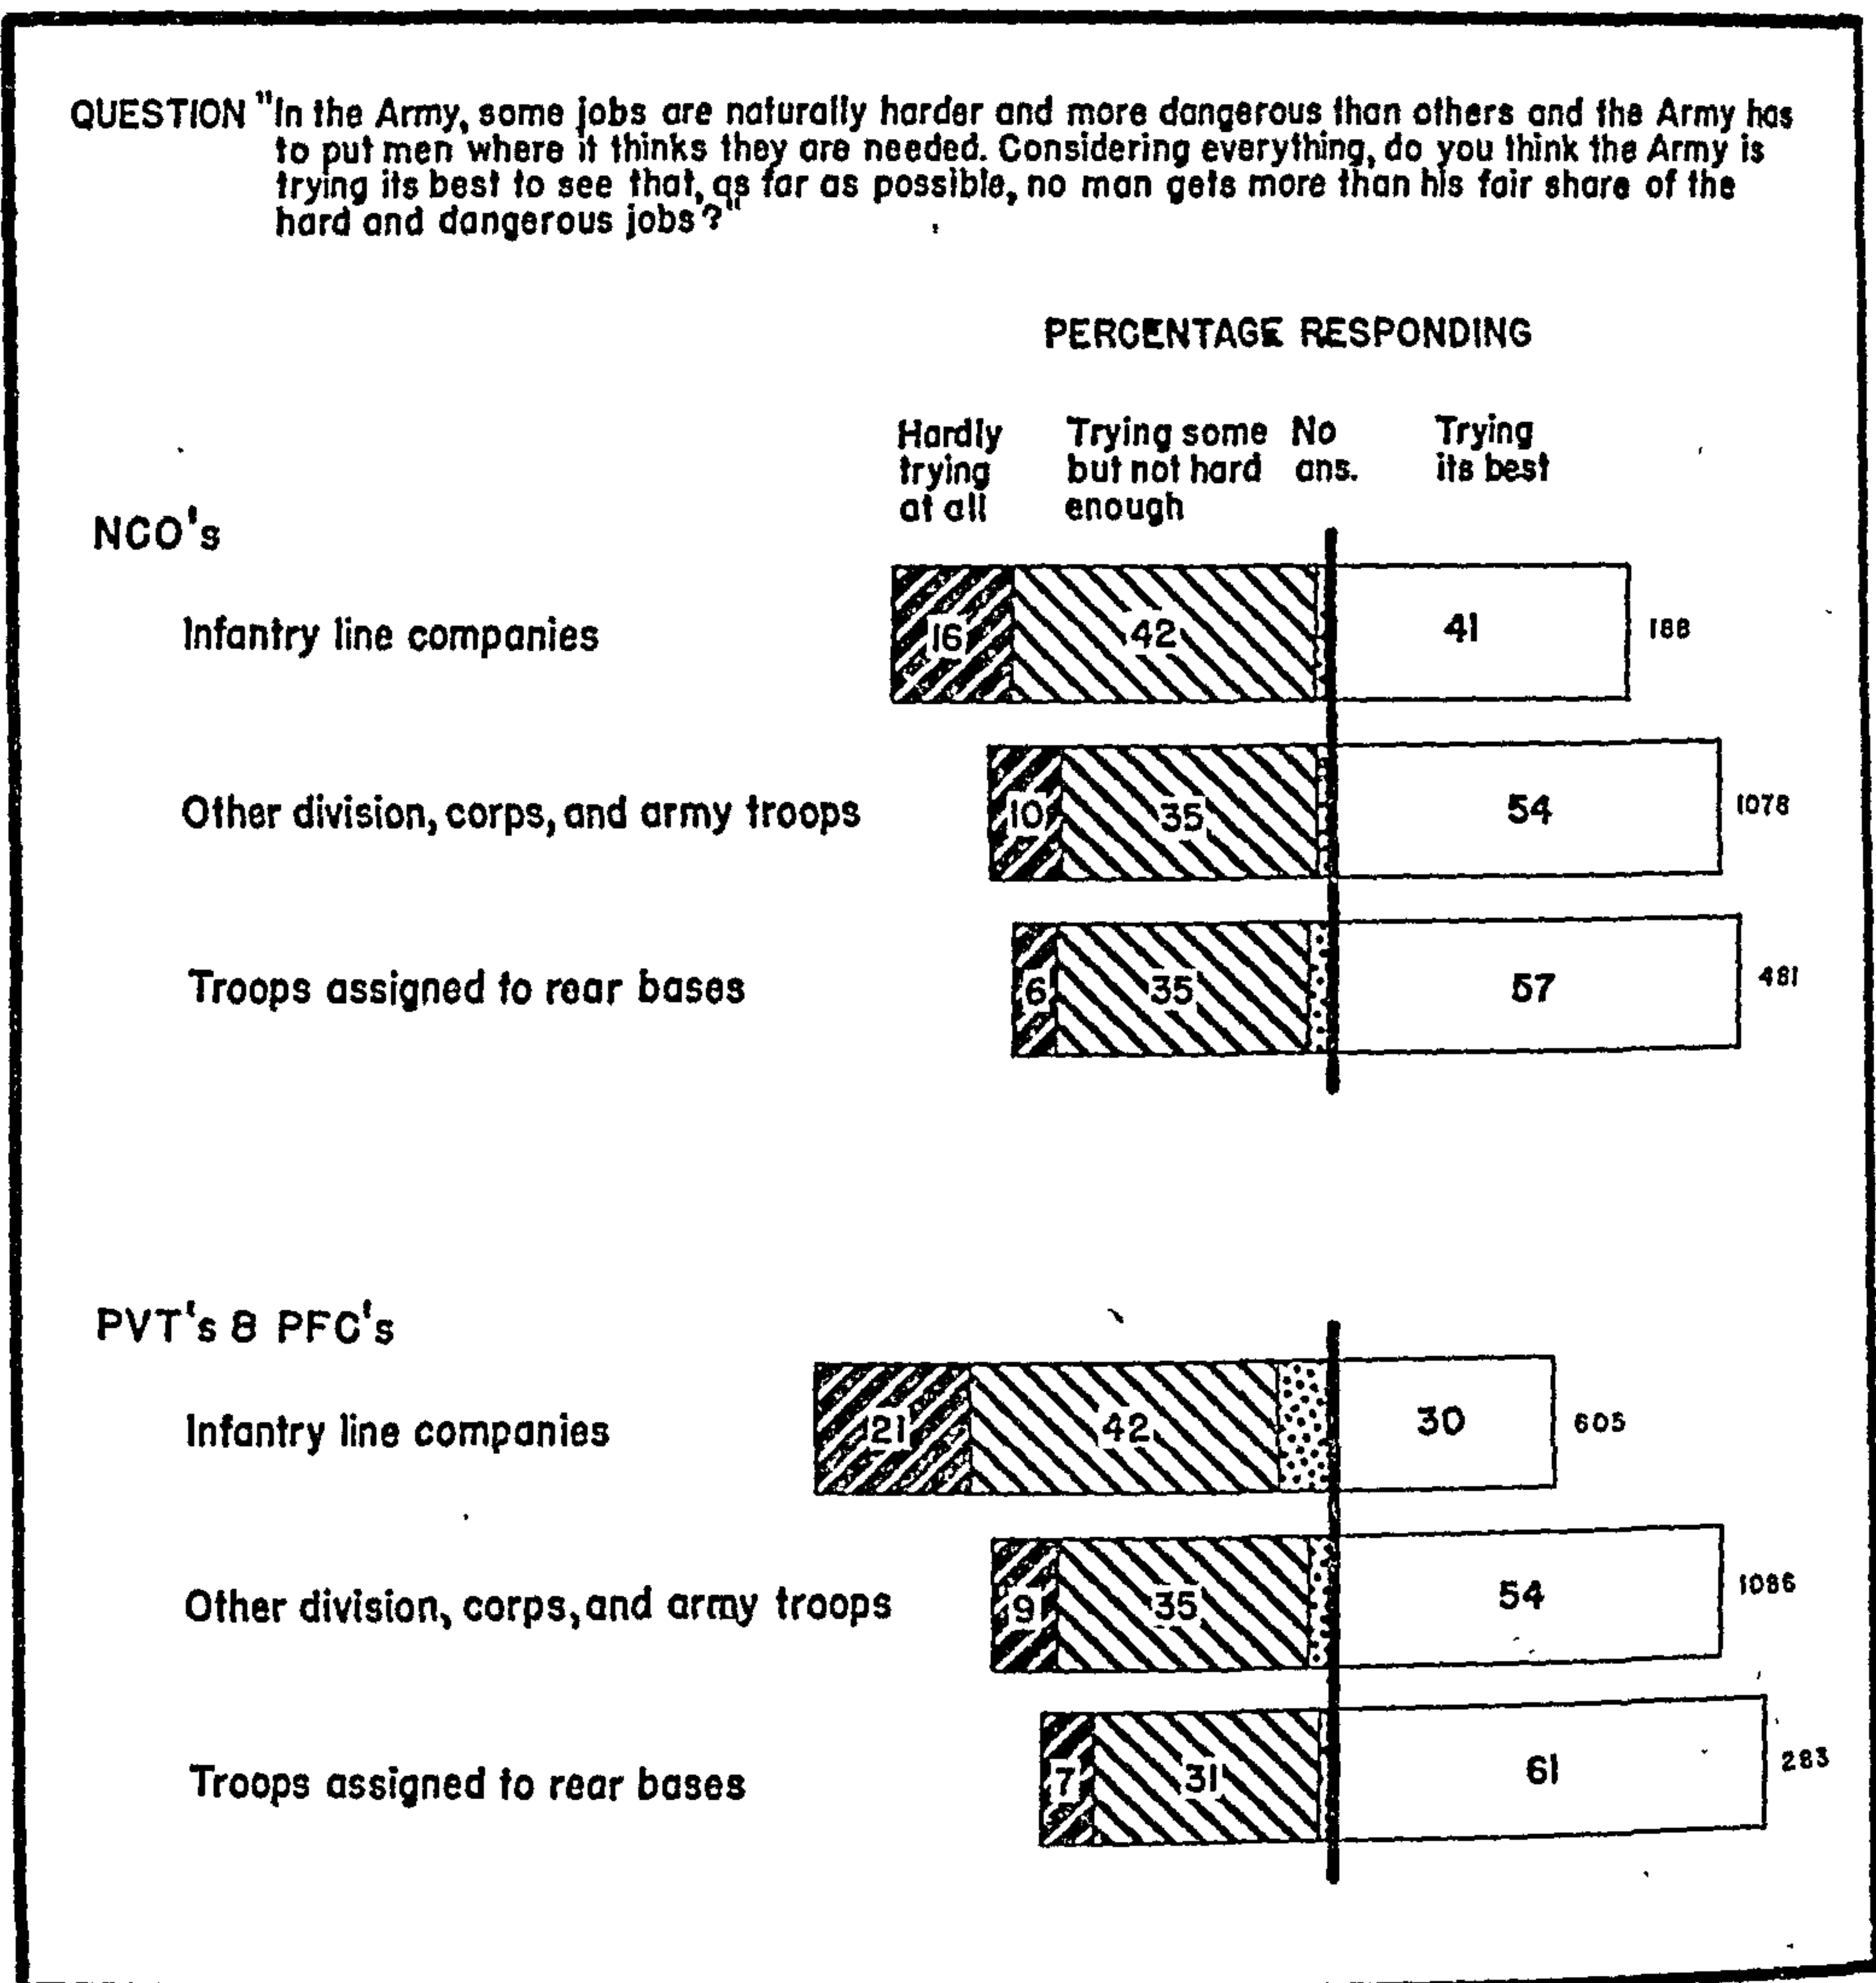 QUESTION "In the Army, some jobs are naturally harder and more dangerous than others and the Army has
to put men where it thinks they are needed. Considering everything, do you think the Army is
trying its best to see that, as far as possible, no man gets more than his fair share of the
hard and dangerous jobs?"
PERCENTAGE RESPONDING
Hardly trying at all
Trying some but not hard enough
No ans.
Trying its best
NCO's
Infantry line companies 16 42 41 188
Other division, corps, and army troops 10 35 54 1078
Troops assigned to rear bases 6 35 57 481
PVT's & PFC's
Infantry line companies 21 42 30 605
Other division, corps, and army troops 9 35 54 1086
Troops assigned to rear bases 7 31 61 283